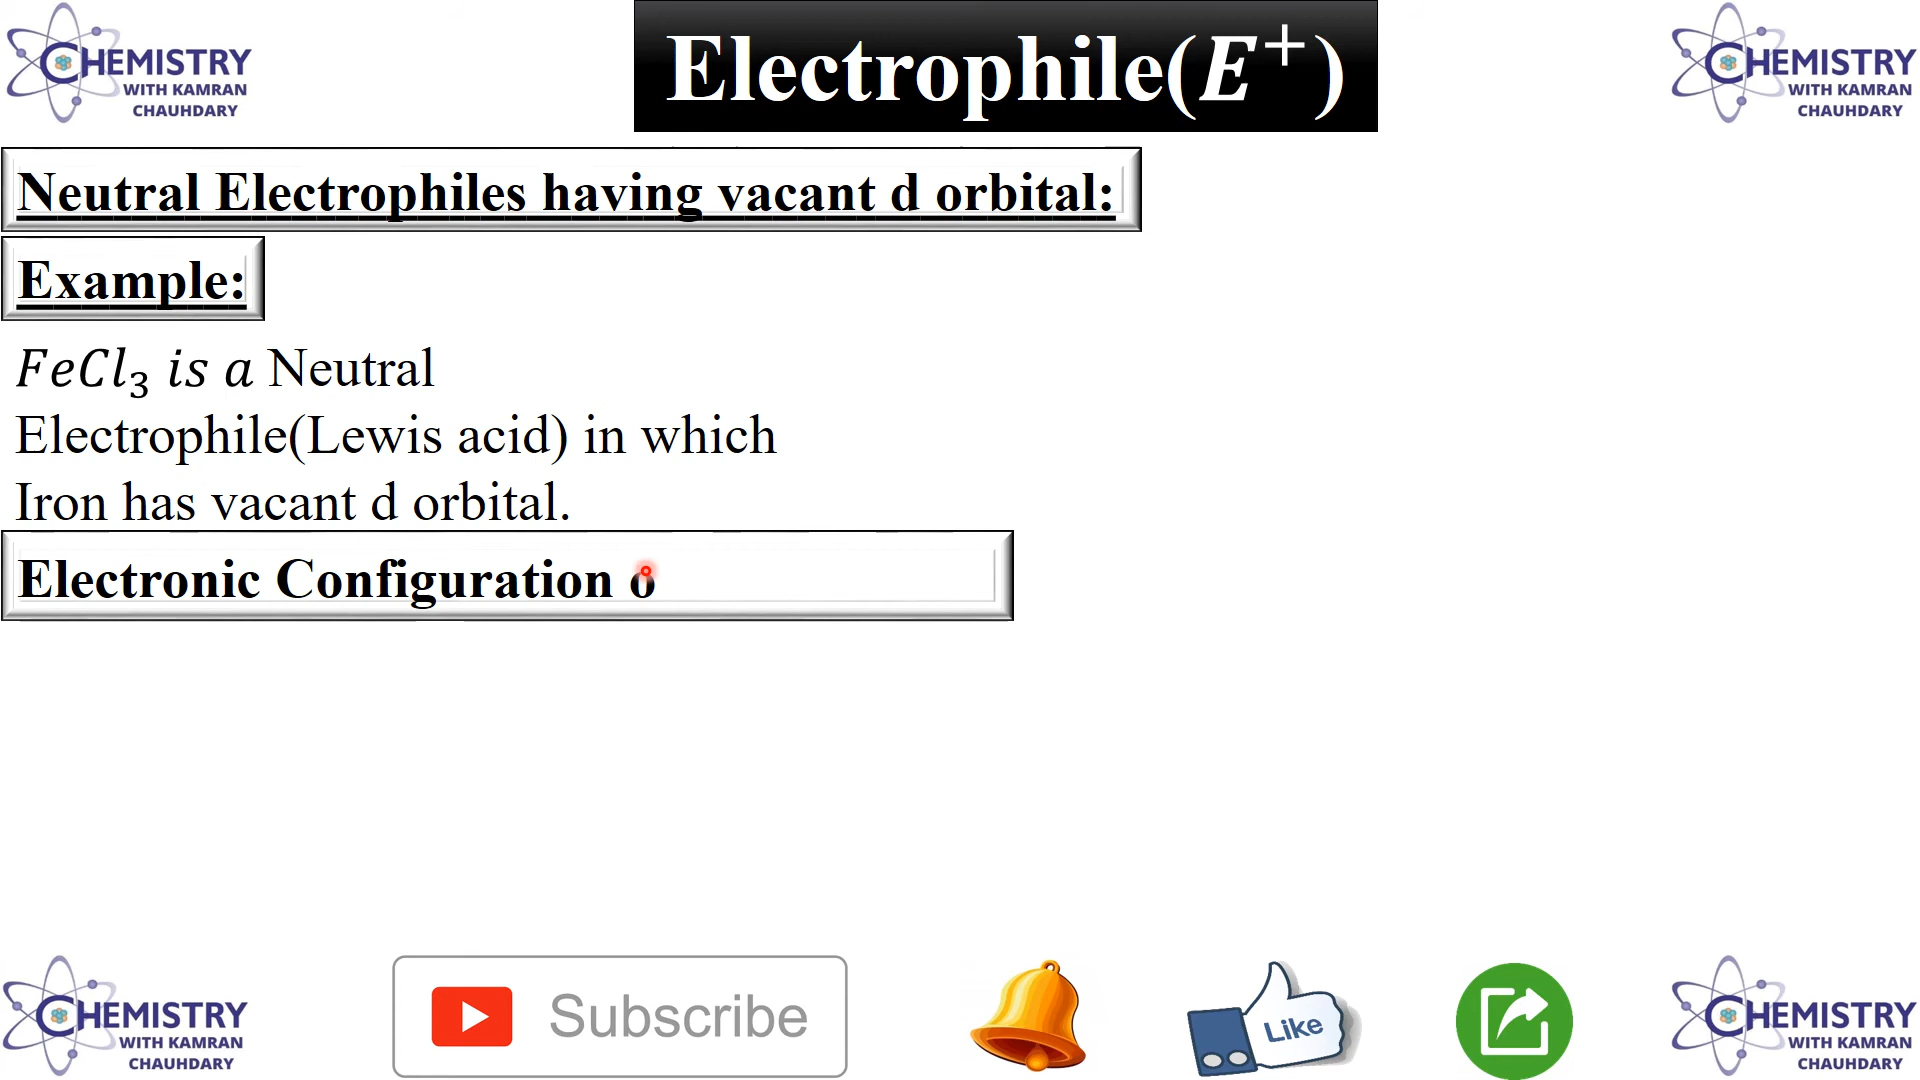 CHEMISTRY
WITH KAMRAN
CHAUHDARY
Electrophile(E⁺)
CHEMISTRY
WITH KAMRAN
CHAUHDARY
Neutral Electrophiles having vacant d orbital:
Example:
FeCl₃ is a Neutral
Electrophile(Lewis acid) in which
Iron has vacant d orbital.
Electronic Configuration o
CHEMISTRY
WITH KAMRAN
CHAUHDARY
Subscribe
Like
CHEMISTRY
WITH KAMRAN
CHAUHDARY